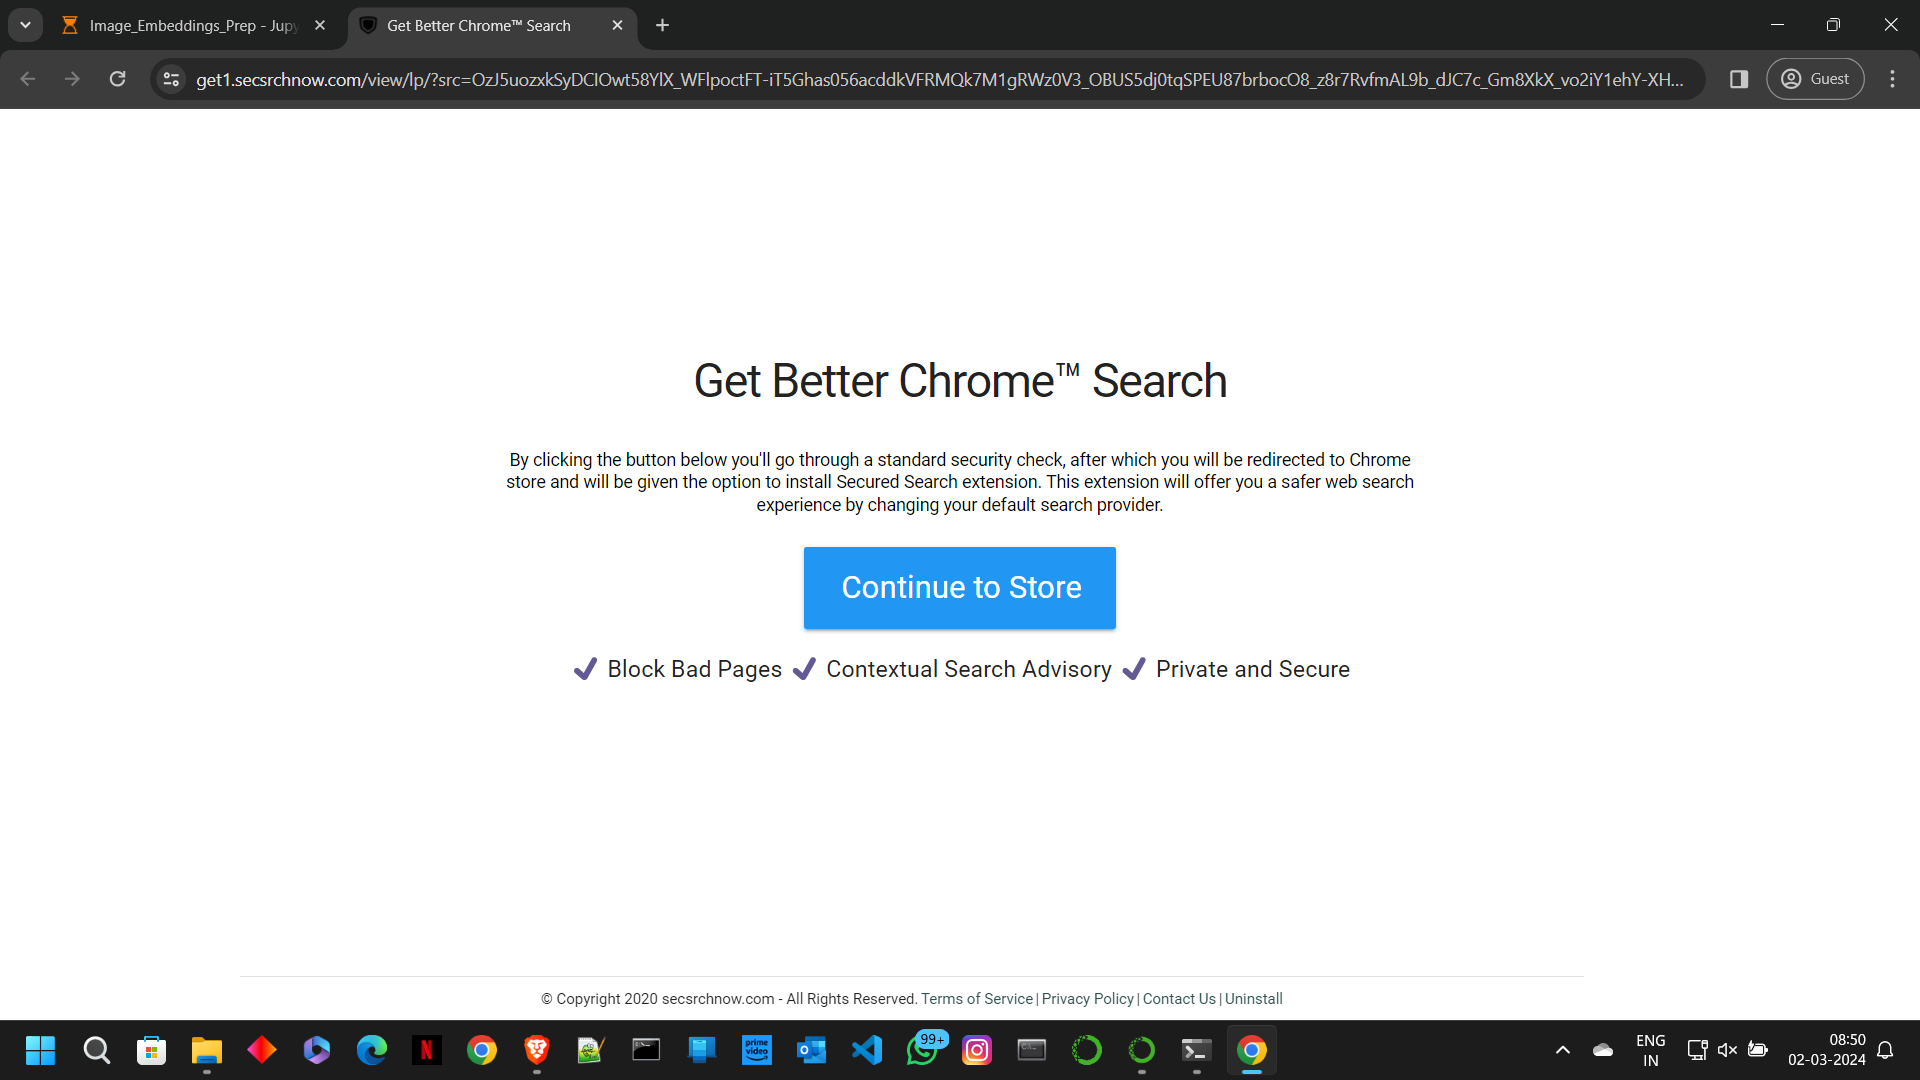 Image_Embeddings_Prep - Jupy
Get Better Chrome™ Search
get1.secsrchnow.com/view/lp/?src=OzJ5uozxkSyDCIOwt58YlX_WFlpoctFT-iT5Ghas056acddkVFRMQk7M1gRWz0V3_OBUS5dj0tqSPEU87brbocO8_z8r7RvfmAL9b_dJC7c_Gm8XkX_vo2iY1ehY-XH...
Guest
Get Better Chrome™ Search
By clicking the button below you'll go through a standard security check, after which you will be redirected to Chrome
store and will be given the option to install Secured Search extension. This extension will offer you a safer web search
experience by changing your default search provider.
Continue to Store
Block Bad Pages Contextual Search Advisory Private and Secure
© Copyright 2020 secsrchnow.com - All Rights Reserved. Terms of Service | Privacy Policy | Contact Us | Uninstall
N
prime video
99+
ENG
IN
08:50
02-03-2024